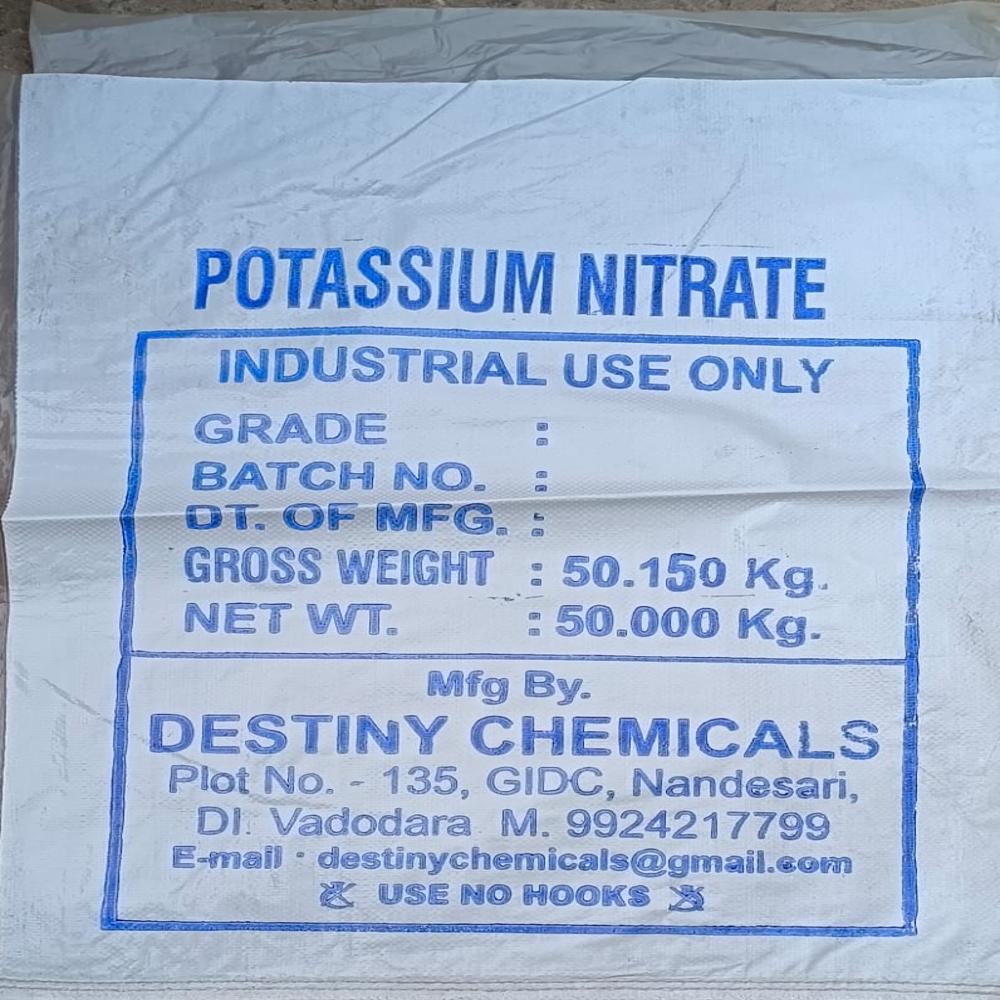 POTASSIUM NITRATE
INDUSTRIAL USE ONLY
GRADE :
BATCH NO. :
DT. OF MFG. :
GROSS WEIGHT : 50.150 Kg.
NET WT. : 50.000 Kg.
Mfg By.
DESTINY CHEMICALS
Plot No. - 135, GIDC, Nandesari,
DI. Vadodara M. 9924217799
E-mail : destinychemicals@gmail.com
USE NO HOOKS